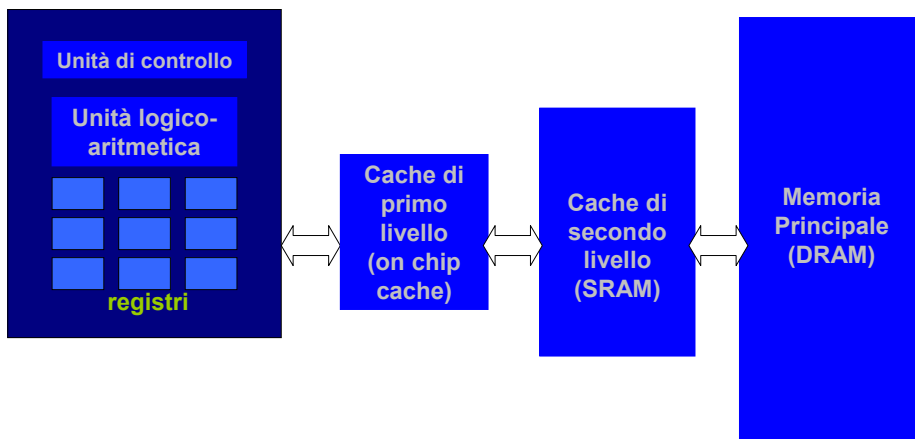 Unità di controllo
Unità logico-
aritmetica
registri
Cache di
primo
livello
(on chip
cache)
Cache di
secondo
livello
(SRAM)
Memoria
Principale
(DRAM)